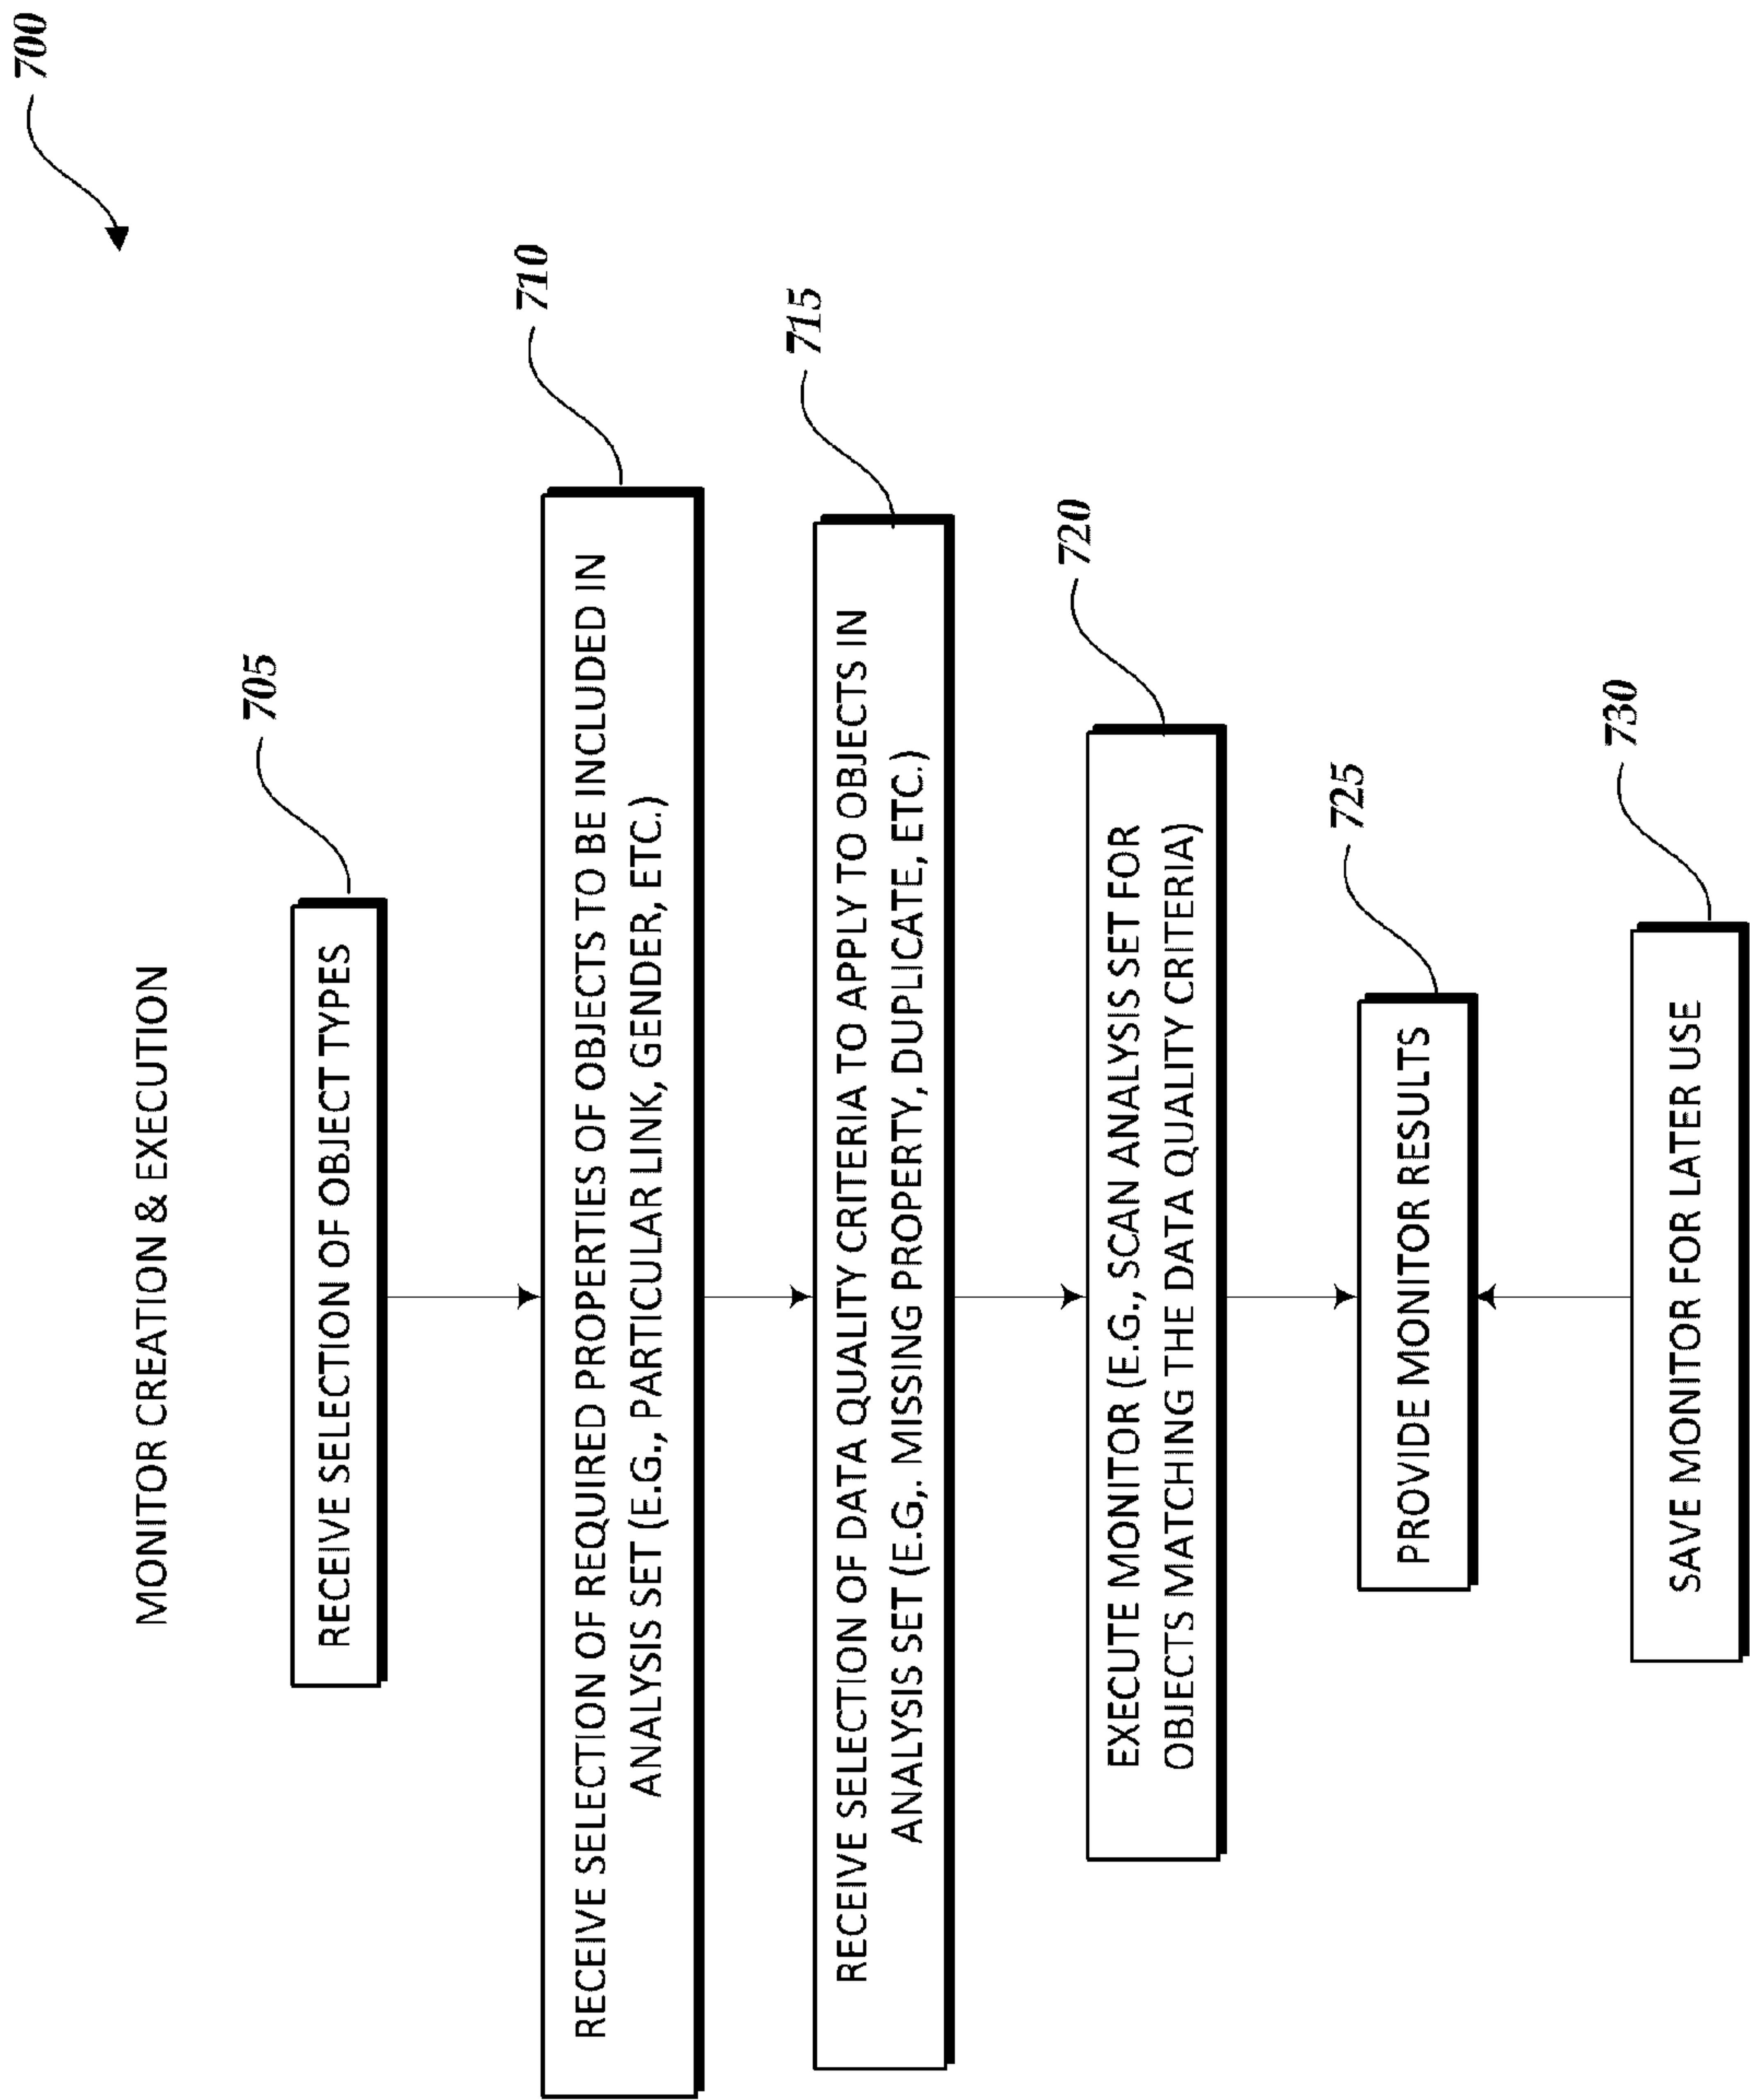 700
MONITOR CREATION & EXECUTION
705
RECEIVE SELECTION OF OBJECT TYPES
710
RECEIVE SELECTION OF REQUIRED PROPERTIES OF OBJECTS TO BE INCLUDED IN
ANALYSIS SET (E.G., PARTICULAR LINK, GENDER, ETC.)
715
RECEIVE SELECTION OF DATA QUALITY CRITERIA TO APPLY TO OBJECTS IN
ANALYSIS SET (E.G,. MISSING PROPERTY, DUPLICATE, ETC.)
720
EXECUTE MONITOR (E.G., SCAN ANALYSIS SET FOR
OBJECTS MATCHING THE DATA QUALITY CRITERIA)
725
PROVIDE MONITOR RESULTS
730
SAVE MONITOR FOR LATER USE